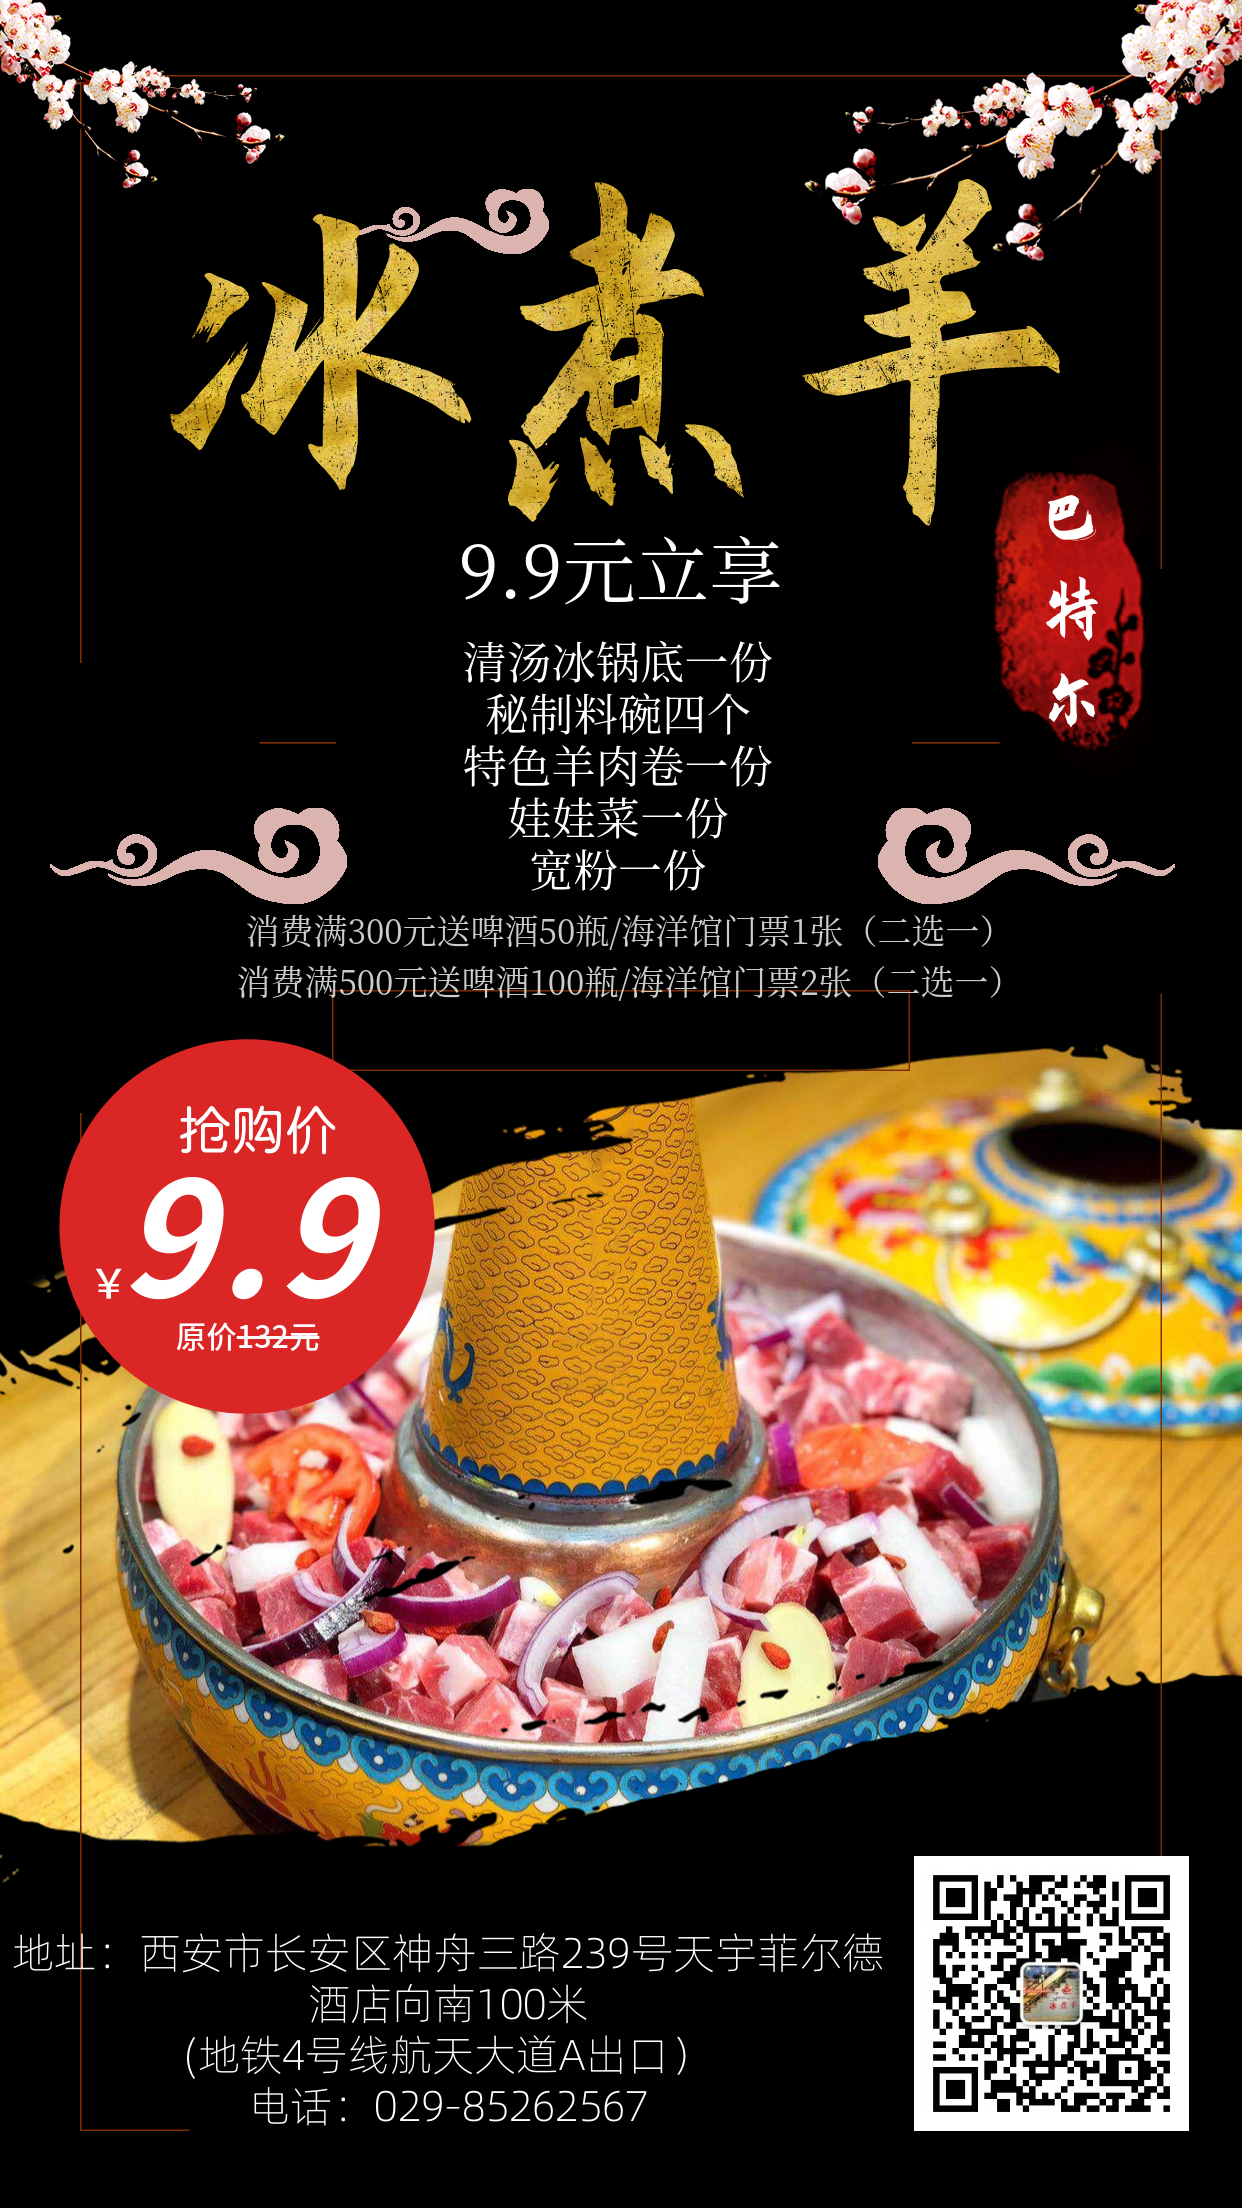 冰煮羊
巴特尔
9.9元立享
清汤冰锅底一份
秘制料碗四个
特色羊肉卷一份
娃娃菜一份
宽粉一份
消费满300元送啤酒50瓶/海洋馆门票1张（二选一）
消费满500元送啤酒100瓶/海洋馆门票2张（二选一）
抢购价
¥9.9
原价132元
地址：西安市长安区神舟三路239号天宇菲尔德
酒店向南100米
(地铁4号线航天大道A出口）
电话：029-85262567
冰煮羊